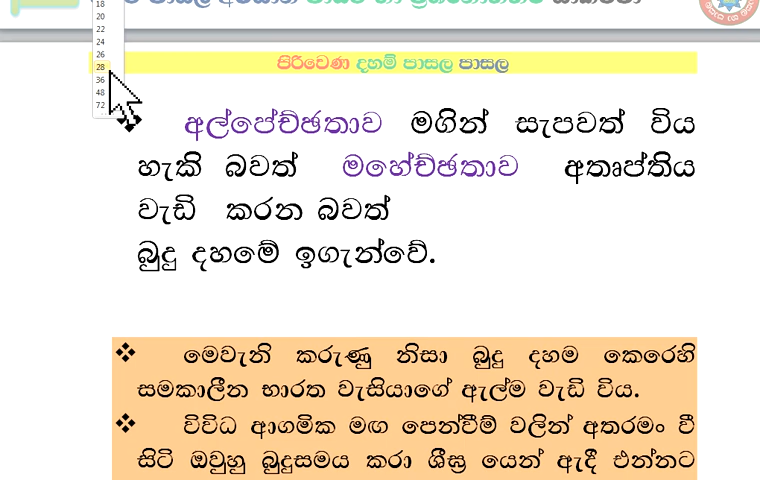 18
20
22
24
26
28
36
48
72
පිරිවෙණ දහම් පාසල පාසල
අල්පේච්ඡතාව මගින් සැපවත් විය
හැකි බවත් මහේච්ඡතාව අතෘප්තිය
වැඩි කරන බවත්
බුදු දහමේ ඉගැන්වේ.
මෙවැනි කරුණු නිසා බුදු දහම කෙරෙහි
සමකාලීන භාරත වැසියාගේ ඇල්ම වැඩි විය.
විවිධ ආගමික මඟ පෙන්වීම් වලින් අතරමං වී
සිටි ඔවුහු බුදුසමය කරා ශීඝ්‍ර යෙන් ඇදී එන්නට